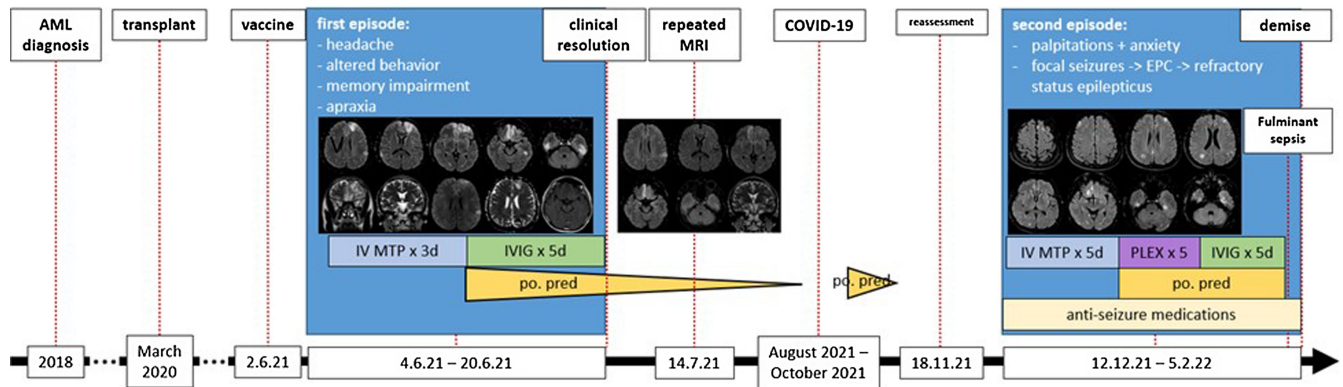 AML
diagnosis
transplant
vaccine
first episode:
- headache
- altered behavior
- memory impairment
- apraxia
clinical
resolution
repeated
MRI
COVID-19
reassessment
second episode:
- palpitations + anxiety
- focal seizures -> EPC -> refractory
status epilepticus
demise
Fulminant
sepsis
IV MTP x 3d
IVIG x 5d
po. pred
po. pred
IV MTP x 5d
PLEX x 5
IVIG x 5d
po. pred
anti-seizure medications
2018
March
2020
2.6.21
4.6.21 – 20.6.21
14.7.21
August 2021 –
October 2021
18.11.21
12.12.21 – 5.2.22